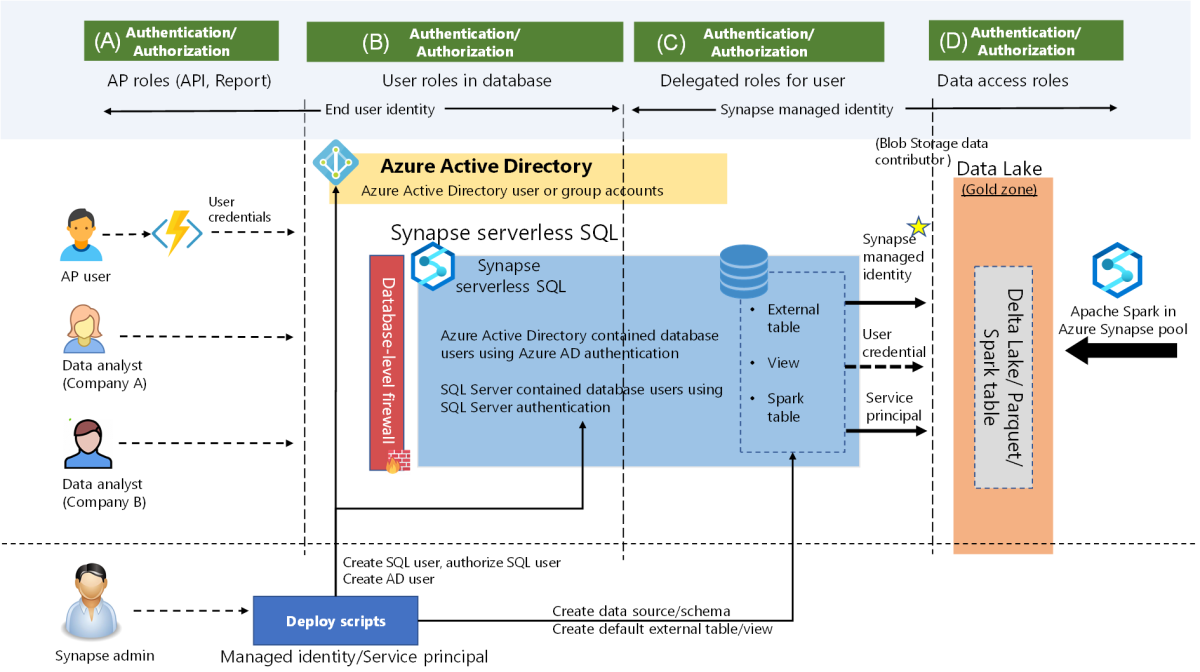 (A) Authentication/
Authorization
(B) Authentication/
Authorization
(C) Authentication/
Authorization
(D) Authentication/
Authorization
AP roles (API, Report)
User roles in database
Delegated roles for user
Data access roles
End user identity
Synapse managed identity
(Blob Storage data
contributor )
Azure Active Directory
Azure Active Directory user or group accounts
Data Lake
(Gold zone)
User
credentials
AP user
Data analyst
(Company A)
Data analyst
(Company B)
Synapse serverless SQL
Database-level firewall
Synapse
serverless SQL
Azure Active Directory contained database
users using Azure AD authentication
SQL Server contained database users using
SQL Server authentication
• External
table
• View
• Spark
table
Synapse
managed
identity
User
credential
Service
principal
Delta Lake/ Parquet/
Spark table
Apache Spark in
Azure Synapse pool
Create SQL user, authorize SQL user
Create AD user
Synapse admin
Deploy scripts
Managed identity/Service principal
Create data source/schema
Create default external table/view